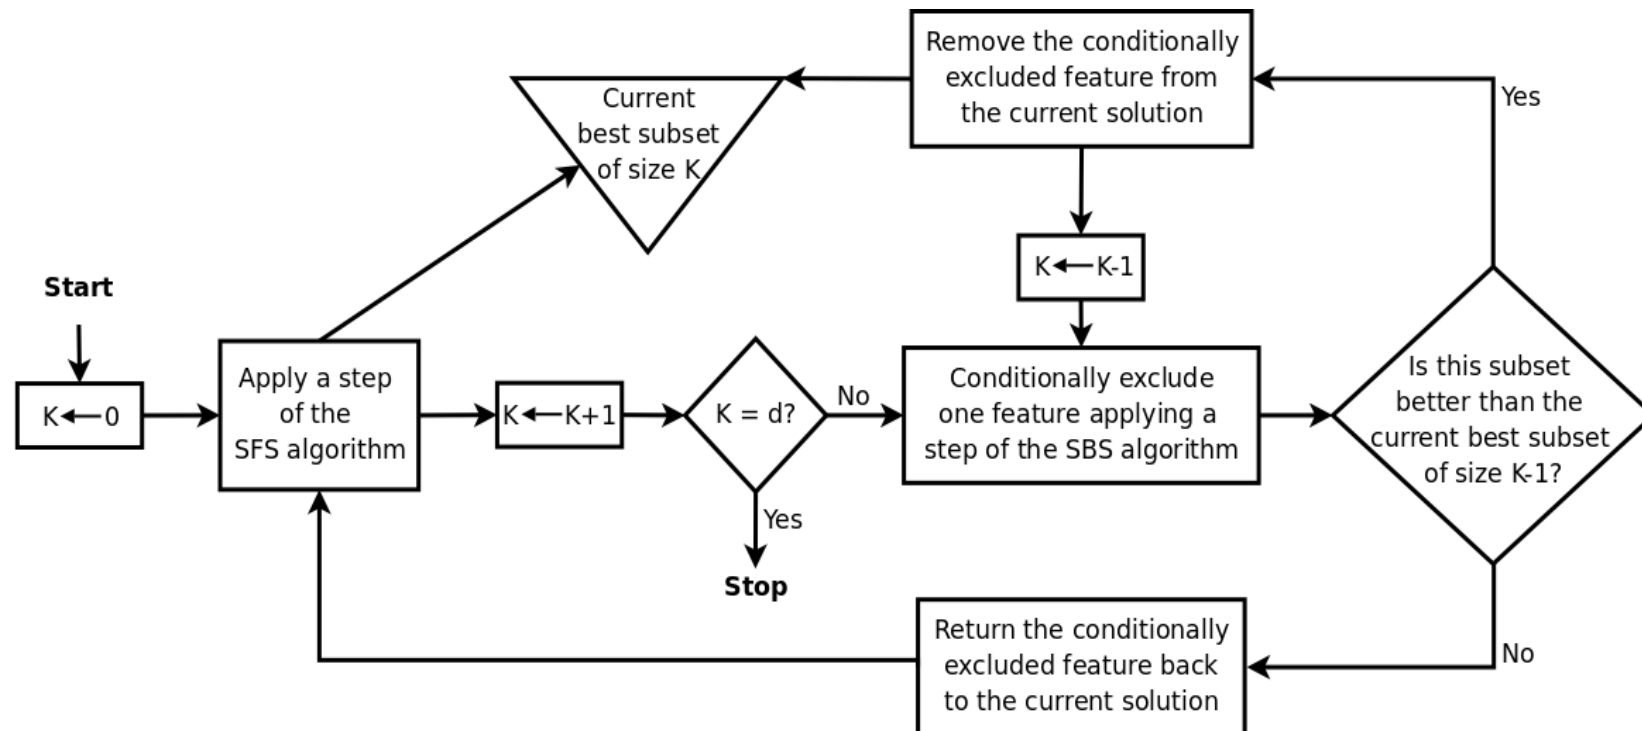 Start
K←0
Apply a step
of the
SFS algorithm
Current
best subset
of size K
K←K+1
K = d?
Yes
Stop
No
Conditionally exclude
one feature applying a
step of the SBS algorithm
K←K-1
Remove the conditionally
excluded feature from
the current solution
Is this subset
better than the
current best subset
of size K-1?
Yes
No
Return the conditionally
excluded feature back
to the current solution